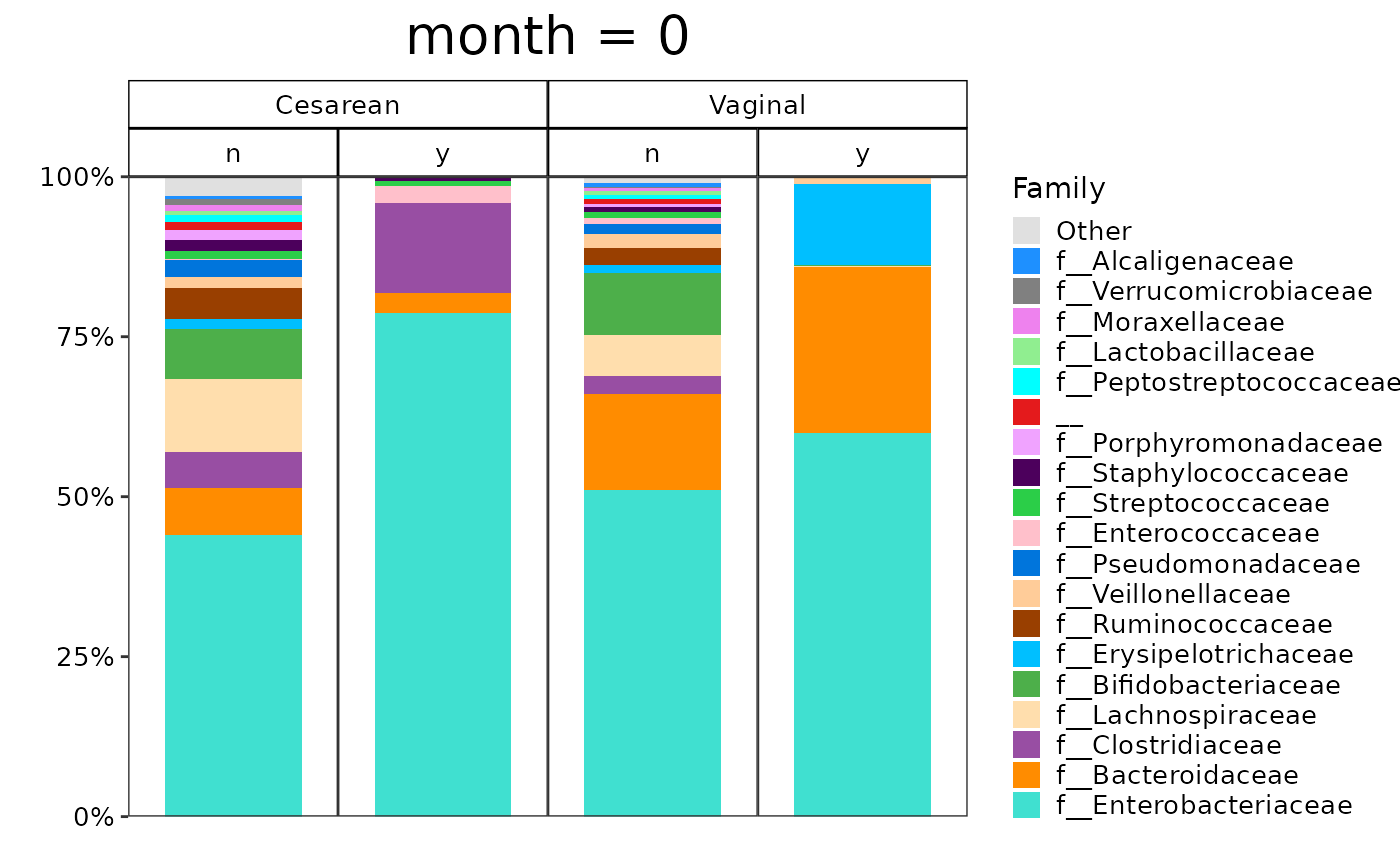 month = 0
Cesarean
Vaginal
n
y
n
y
100%
75%
50%
25%
0%
Family
Other
f__Alcaligenaceae
f__Verrucomicrobiaceae
f__Moraxellaceae
f__Lactobacillaceae
f__Peptostreptococcaceae
__
f__Porphyromonadaceae
f__Staphylococcaceae
f__Streptococcaceae
f__Enterococcaceae
f__Pseudomonadaceae
f__Veillonellaceae
f__Ruminococcaceae
f__Erysipelotrichaceae
f__Bifidobacteriaceae
f__Lachnospiraceae
f__Clostridiaceae
f__Bacteroidaceae
f__Enterobacteriaceae